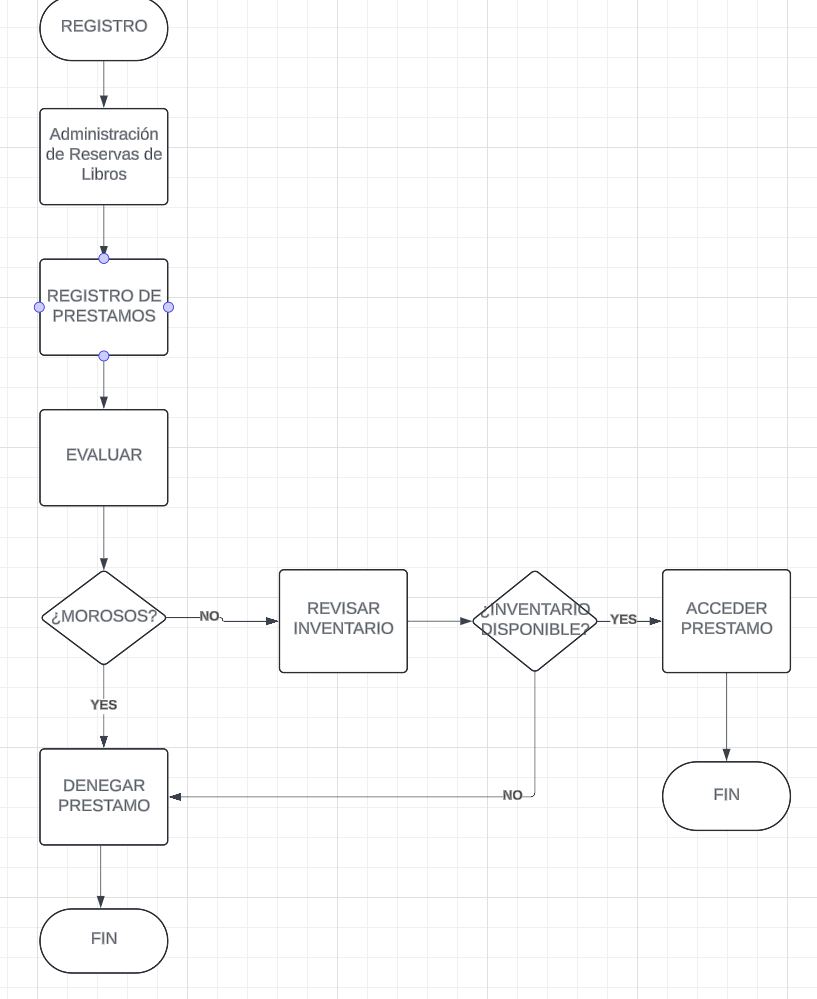 REGISTRO
Administración
de Reservas de
Libros
REGISTRO DE
PRESTAMOS
EVALUAR
¿MOROSOS?
NO
REVISAR
INVENTARIO
¿INVENTARIO
DISPONIBLE?
YES
ACCEDER
PRESTAMO
YES
DENEGAR
PRESTAMO
NO
FIN
FIN